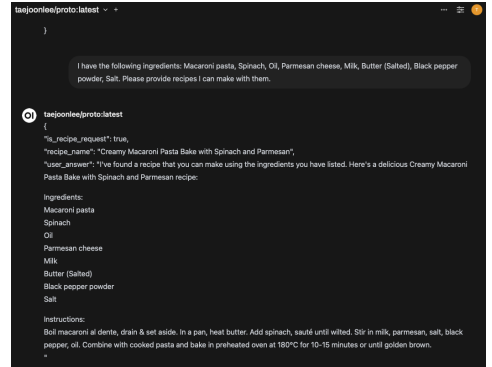 taejoonlee/proto:latest
}
I have the following ingredients: Macaroni pasta, Spinach, Oil, Parmesan cheese, Milk, Butter (Salted), Black pepper
powder, Salt. Please provide recipes I can make with them.
OI
taejoonlee/proto:latest
{
"is_recipe_request": true,
"recipe_name": "Creamy Macaroni Pasta Bake with Spinach and Parmesan",
"user_answer": "I've found a recipe that you can make using the ingredients you have listed. Here's a delicious Creamy Macaroni
Pasta Bake with Spinach and Parmesan recipe:
Ingredients:
Macaroni pasta
Spinach
Oil
Parmesan cheese
Milk
Butter (Salted)
Black pepper powder
Salt
Instructions:
Boil macaroni al dente, drain & set aside. In a pan, heat butter. Add spinach, sauté until wilted. Stir in milk, parmesan, salt, black
pepper, oil. Combine with cooked pasta and bake in preheated oven at 180°C for 10-15 minutes or until golden brown.
"